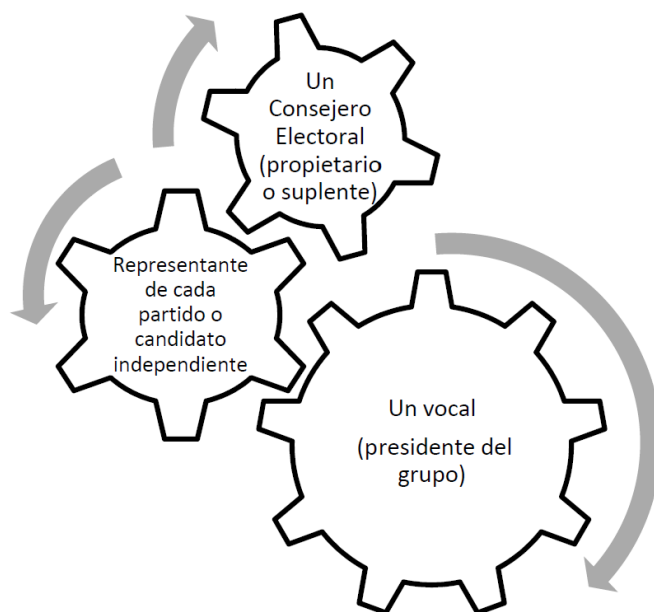 Un
Consejero
Electoral
(propietario
o suplente)
Representante
de cada
partido o
candidato
independiente
Un vocal
(presidente del
grupo)